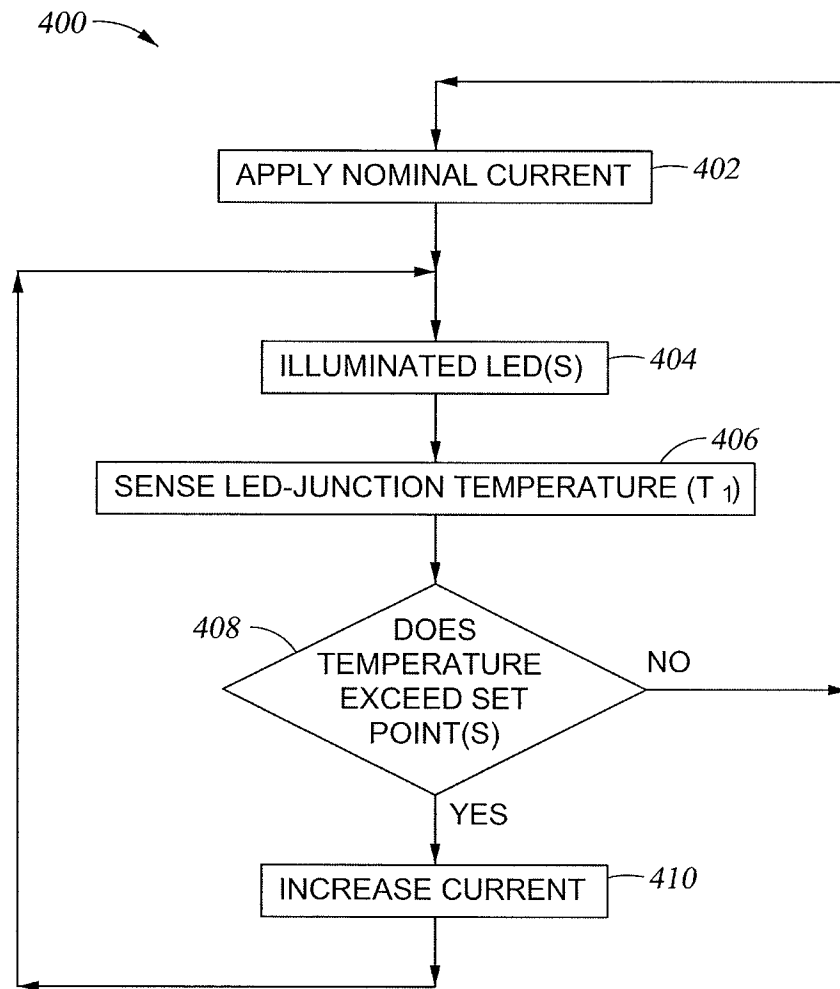 400
APPLY NOMINAL CURRENT
402
ILLUMINATED LED(S)
404
406
SENSE LED-JUNCTION TEMPERATURE (T 1)
408
DOES
TEMPERATURE
EXCEED SET
POINT(S)
NO
YES
INCREASE CURRENT
410